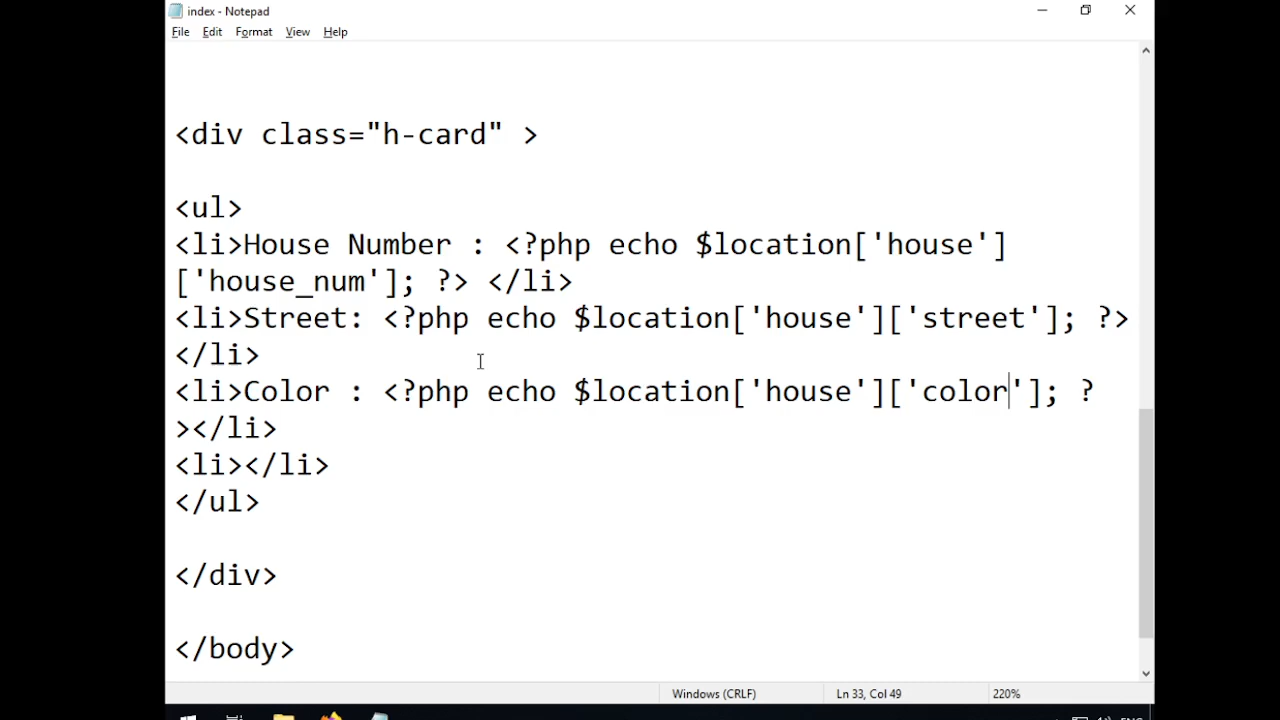 index - Notepad
File Edit Format View Help
<div class="h-card" >
<ul>
<li>House Number : <?php echo $location['house']
['house_num']; ?> </li>
<li>Street: <?php echo $location['house']['street']; ?>
</li>
<li>Color : <?php echo $location['house']['color']; ?
></li>
<li></li>
</ul>
</div>
</body>
Windows (CRLF) Ln 33, Col 49 220%